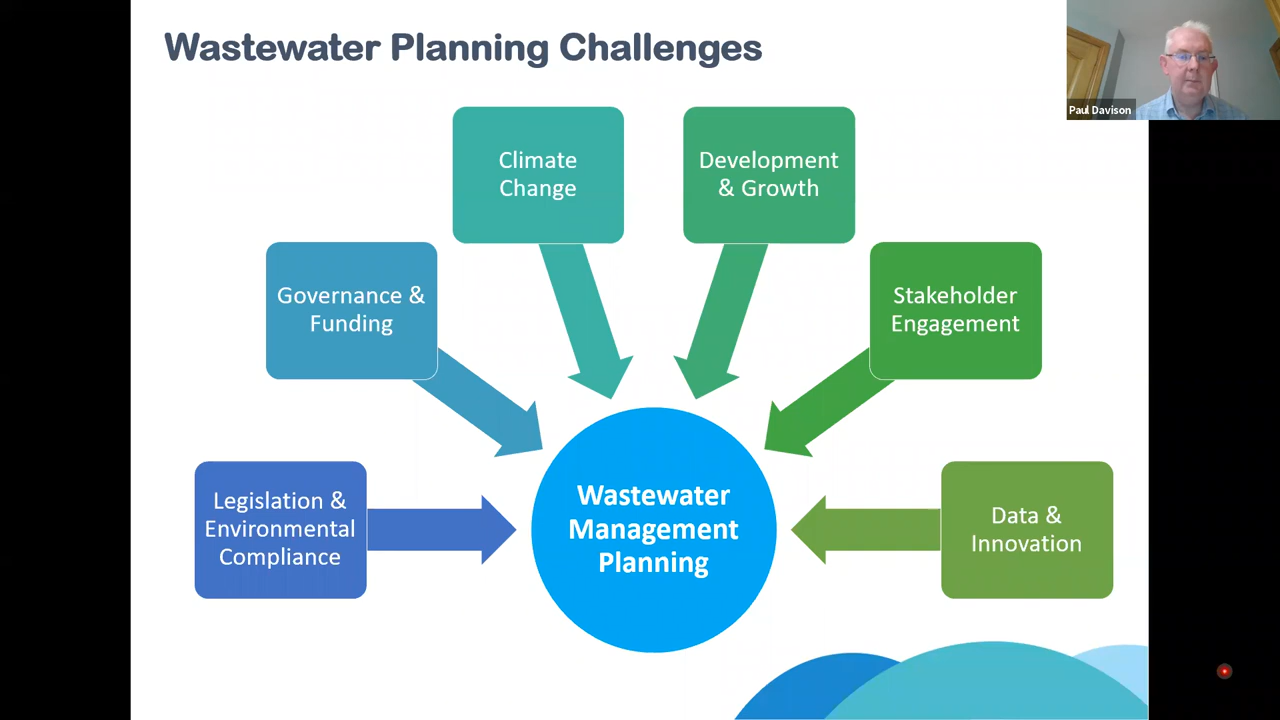 Wastewater Planning Challenges
Paul Davison
Climate
Change
Development
& Growth
Governance &
Funding
Stakeholder
Engagement
Legislation &
Environmental
Compliance
Wastewater
Management
Planning
Data &
Innovation